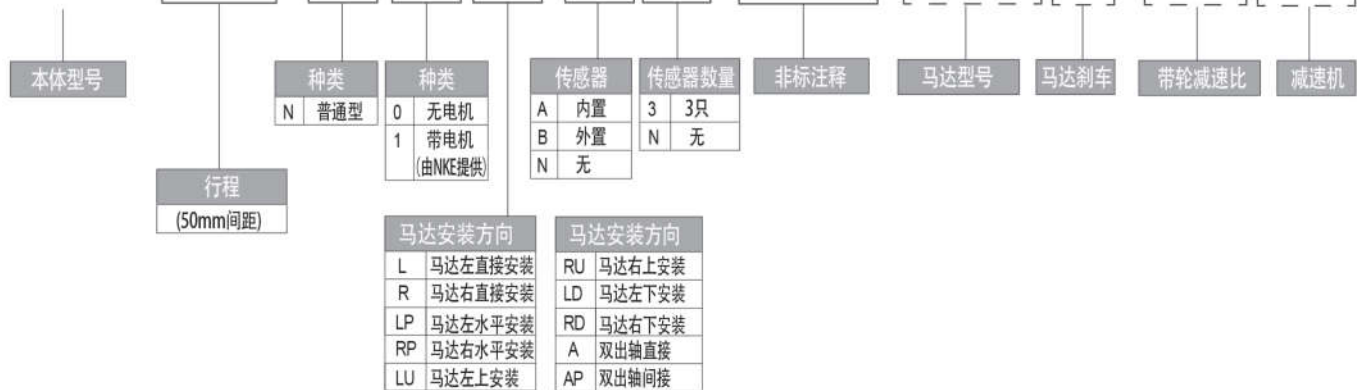 本体型号
种类
N 普通型
种类
0 无电机
1 带电机
(由NKE提供)
传感器
A 内置
B 外置
N 无
传感器数量
3 3只
N 无
非标注释
马达型号
马达刹车
带轮减速比
减速机
行程
(50mm间距)
马达安装方向
L 马达左直接安装
R 马达右直接安装
LP 马达左水平安装
RP 马达右水平安装
LU 马达左上安装
马达安装方向
RU 马达右上安装
LD 马达左下安装
RD 马达右下安装
A 双出轴直接
AP 双出轴间接